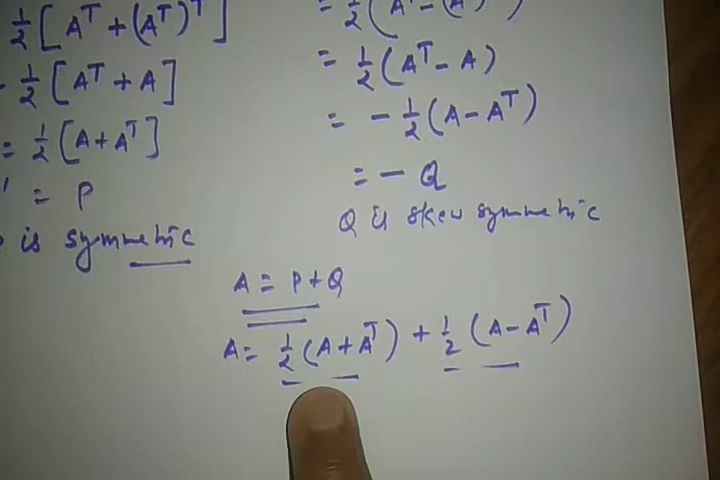 ½[Aᵀ+(Aᵀ)ᵀ]
½[Aᵀ+A]
= ½[A+Aᵀ]
' = P
is symmetric
= ½(Aᵀ-A)
= -½(A-Aᵀ)
= - Q
Q is skew symmetric
A = P+Q
A = ½(A+Aᵀ) + ½(A-Aᵀ)